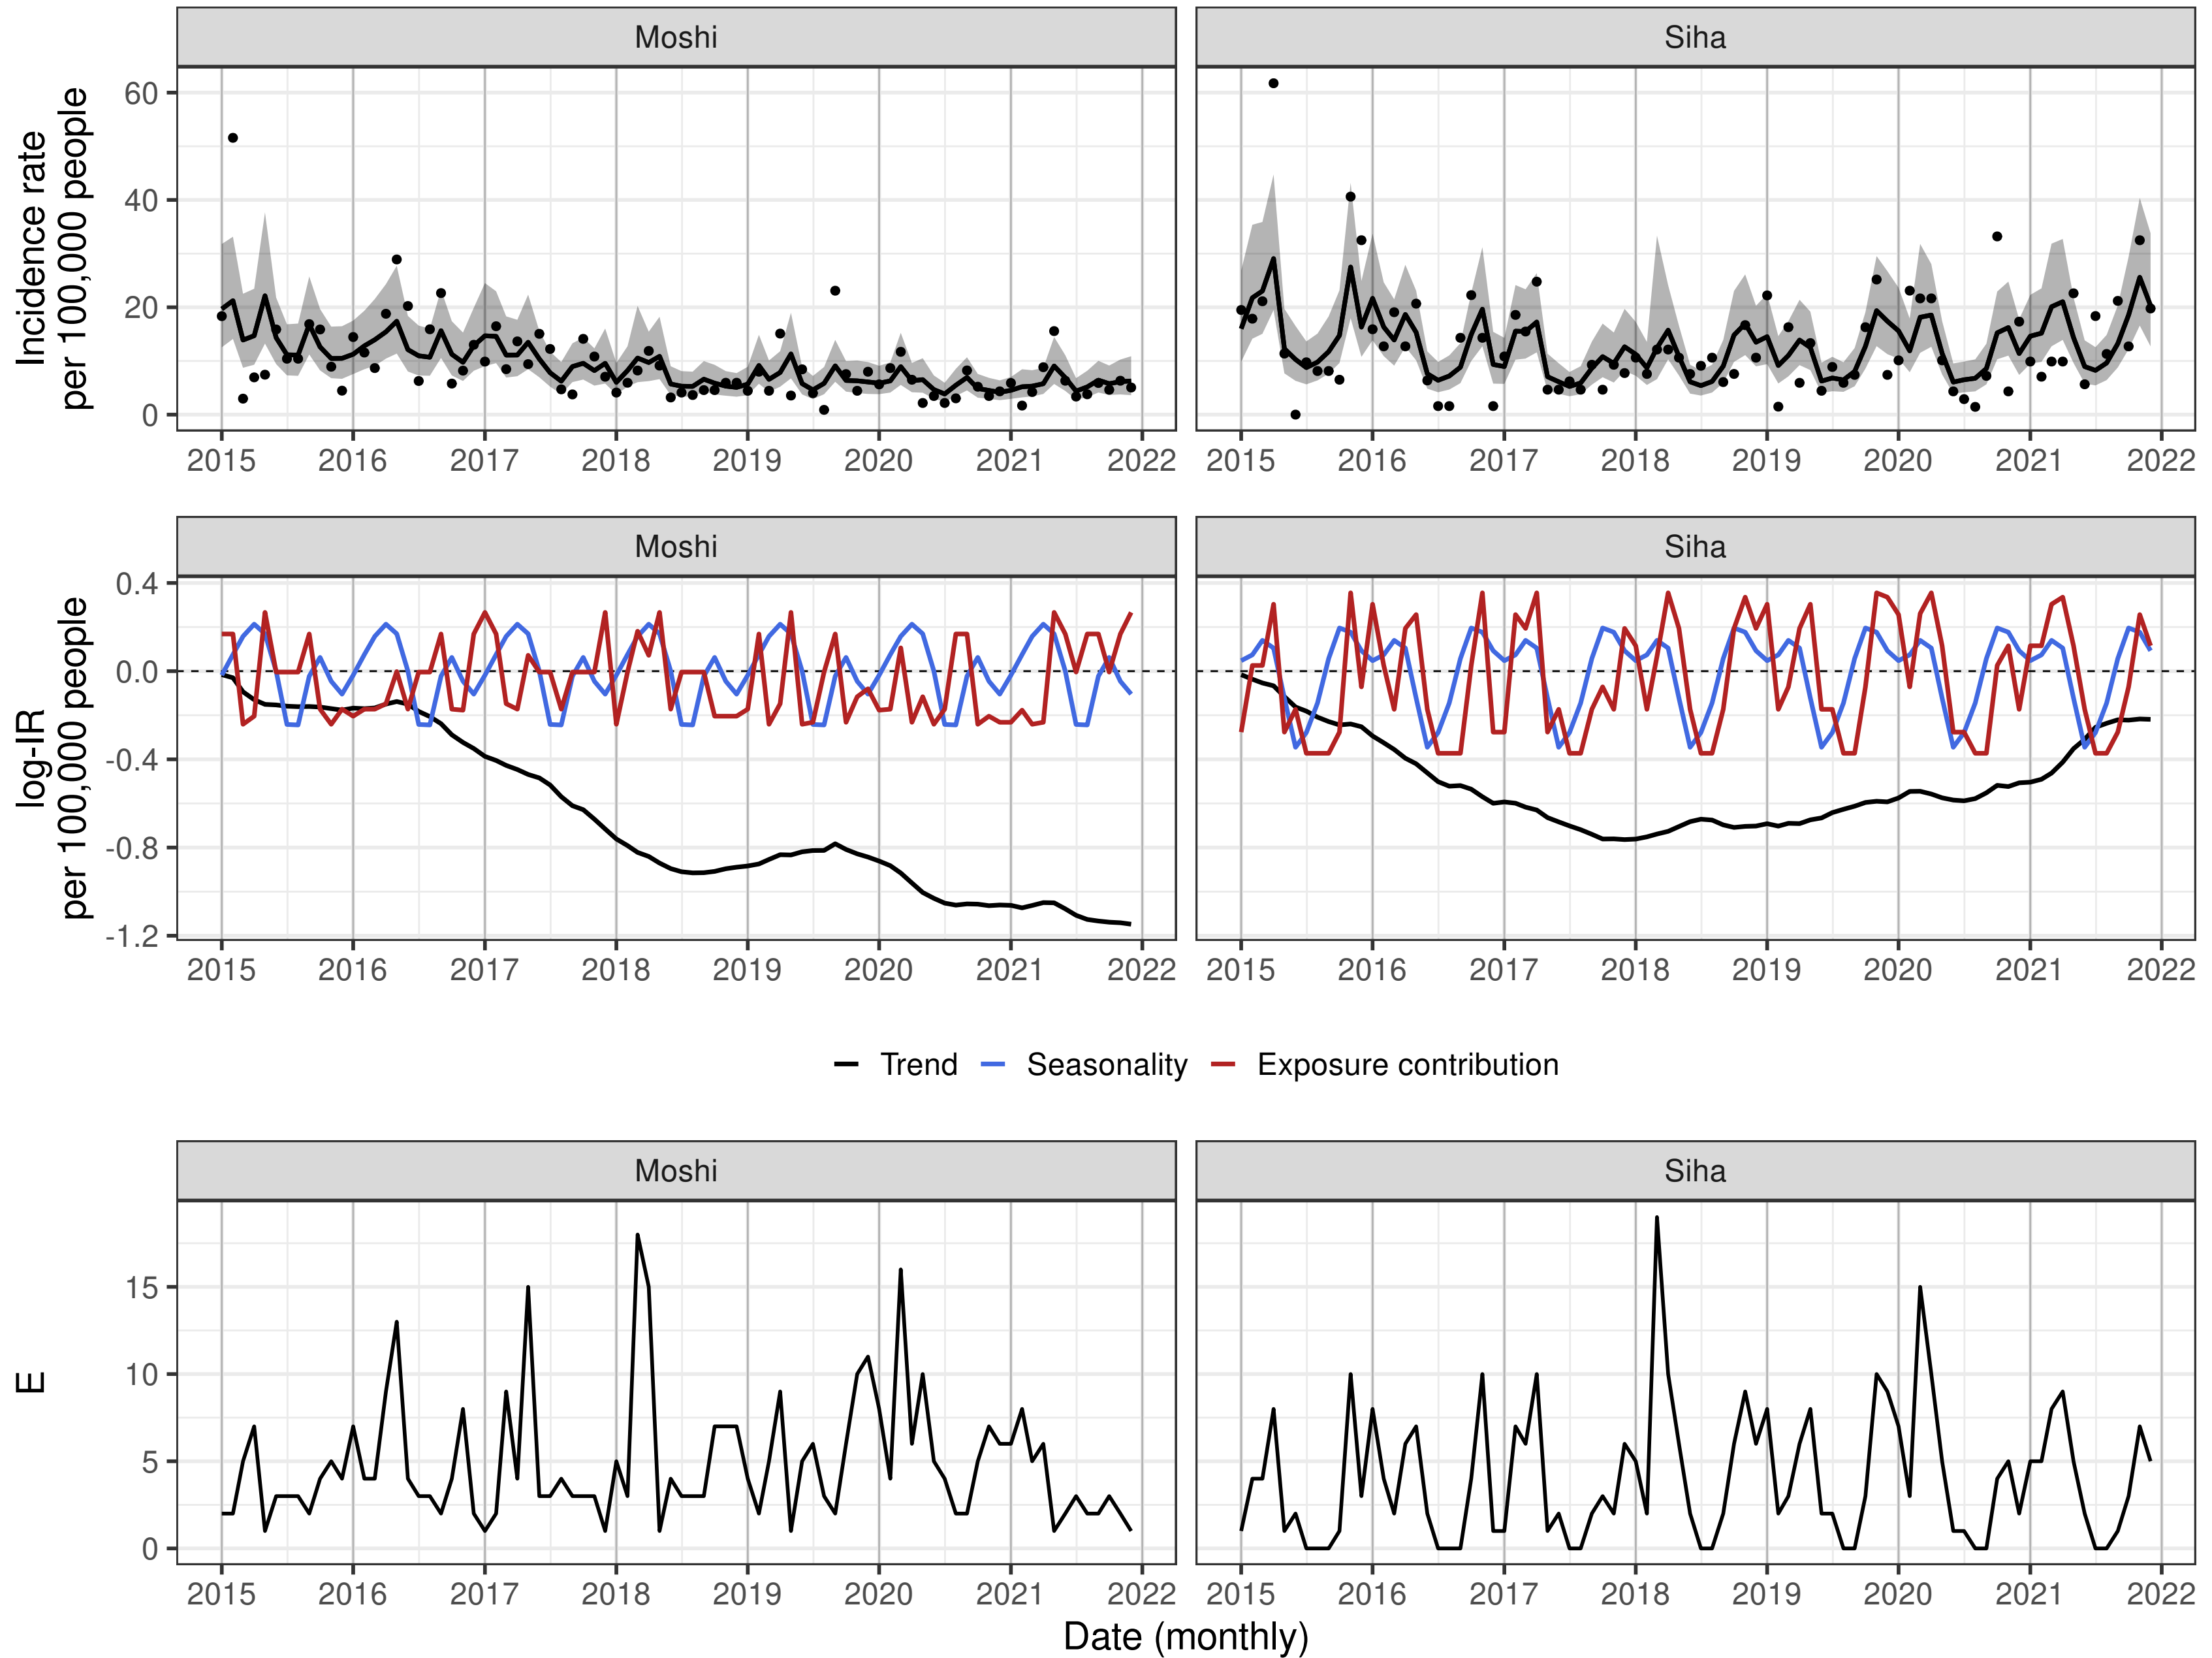 Moshi Siha
Incidence rate
per 100,000 people
60
40
20
0
2015 2016 2017 2018 2019 2020 2021 2022 2015 2016 2017 2018 2019 2020 2021 2022
Moshi Siha
log-IR
per 100,000 people
0.4
0.0
-0.4
-0.8
-1.2
2015 2016 2017 2018 2019 2020 2021 2022 2015 2016 2017 2018 2019 2020 2021 2022
Trend Seasonality Exposure contribution
Moshi Siha
E
15
10
5
0
2015 2016 2017 2018 2019 2020 2021 2022 2015 2016 2017 2018 2019 2020 2021 2022
Date (monthly)